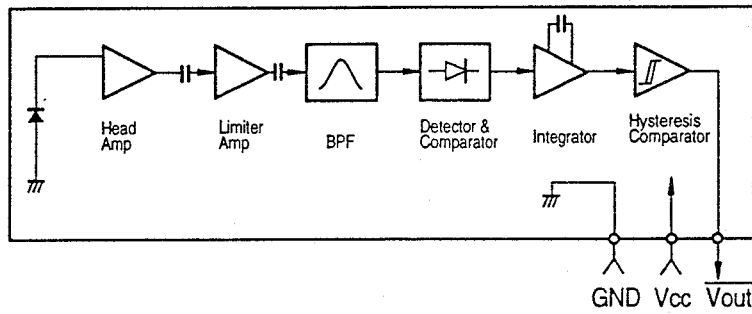 Head
Amp
Limiter
Amp
BPF
Detector &
Comparator
Integrator
Hysteresis
Comparator
GND
Vcc
Vout